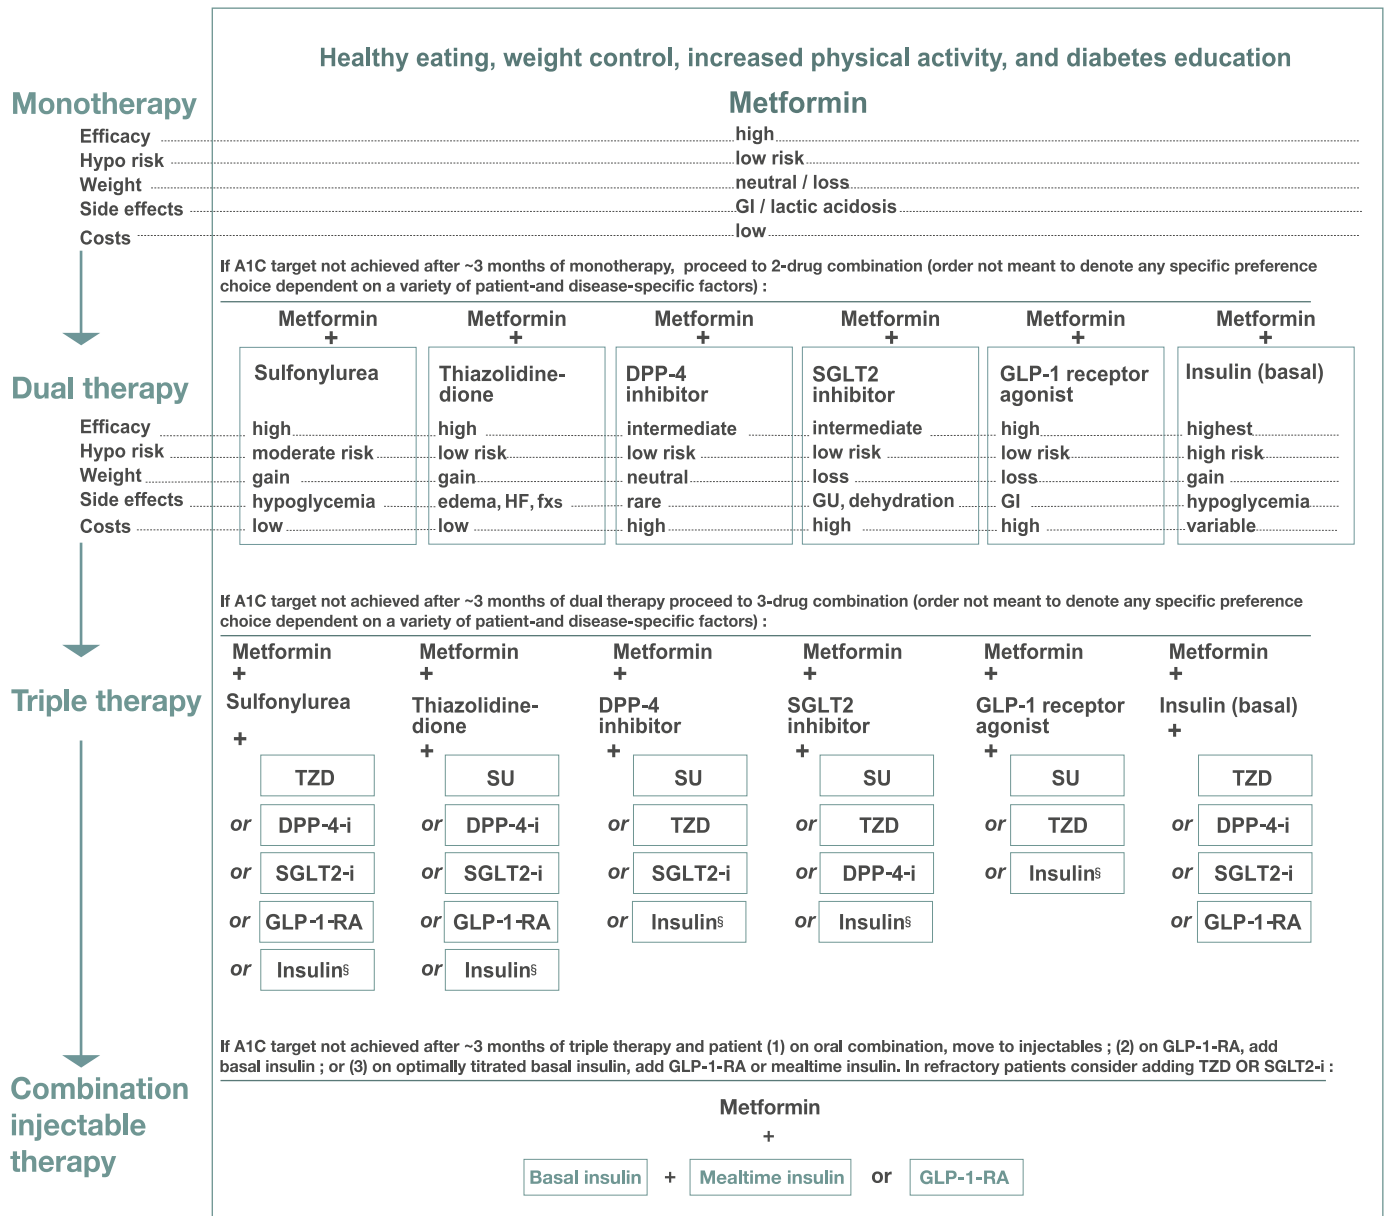 Healthy eating, weight control, increased physical activity, and diabetes education
Monotherapy
Metformin
Efficacy high
Hypo risk low risk
Weight neutral / loss
Side effects GI / lactic acidosis
Costs low
If A1C target not achieved after ~3 months of monotherapy, proceed to 2-drug combination (order not meant to denote any specific preference
choice dependent on a variety of patient-and disease-specific factors) :
Metformin Metformin Metformin Metformin Metformin Metformin
+ + + + + +
Dual therapy
Sulfonylurea Thiazolidine- DPP-4 SGLT2 GLP-1 receptor Insulin (basal)
dione inhibitor inhibitor agonist
Efficacy high high intermediate intermediate high highest
Hypo risk moderate risk low risk low risk low risk low risk high risk
Weight gain gain neutral loss loss gain
Side effects hypoglycemia edema, HF, fxs rare GU, dehydration GI hypoglycemia
Costs low low high high high variable
If A1C target not achieved after ~3 months of dual therapy proceed to 3-drug combination (order not meant to denote any specific preference
choice dependent on a variety of patient-and disease-specific factors) :
Metformin Metformin Metformin Metformin Metformin Metformin
+ + + + + +
Triple therapy
Sulfonylurea Thiazolidine- DPP-4 SGLT2 GLP-1 receptor Insulin (basal)
dione inhibitor inhibitor agonist
+ + + + + +
TZD SU SU SU SU TZD
or DPP-4-i or DPP-4-i or TZD or TZD or TZD or DPP-4-i
or SGLT2-i or SGLT2-i or SGLT2-i or DPP-4-i or Insulin§ or SGLT2-i
or GLP-1-RA or GLP-1-RA or Insulin§ or Insulin§ or GLP-1-RA
or Insulin§ or Insulin§
If A1C target not achieved after ~3 months of triple therapy and patient (1) on oral combination, move to injectables ; (2) on GLP-1-RA, add
basal insulin ; or (3) on optimally titrated basal insulin, add GLP-1-RA or mealtime insulin. In refractory patients consider adding TZD OR SGLT2-i :
Combination
injectable
therapy
Metformin
+
Basal insulin + Mealtime insulin or GLP-1-RA